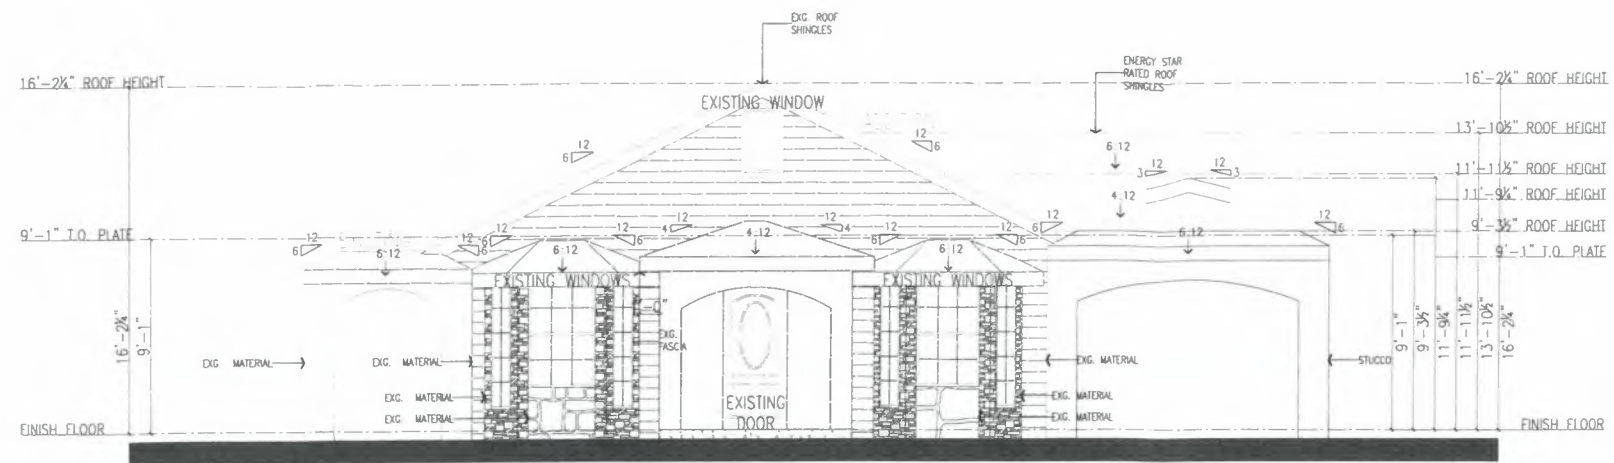 EXG. ROOF
SHINGLES
ENERGY STAR
RATED ROOF
SHINGLES
16'-2¼" ROOF HEIGHT
16'-2¼" ROOF HEIGHT
EXISTING WINDOW
13'-10½" ROOF HEIGHT
12
6
12
6
6:12
12
3
12
3
11'-11½" ROOF HEIGHT
4:12
11'-9¼" ROOF HEIGHT
9'-3½" ROOF HEIGHT
9'-1" T.O. PLATE
9'-1" T.O. PLATE
12
6
12
6
12
6
12
6
12
4
12
4
12
6
12
6
12
6
12
6
6:12
6:12
4:12
6:12
6:12
EXISTING WINDOWS
EXISTING WINDOWS
EXG.
FASCIA
16'-2¼"
9'-1"
9'-1"
9'-3½"
11'-9¼"
11'-11½"
13'-10½"
16'-2¼"
EXG. MATERIAL
EXG. MATERIAL
EXG. MATERIAL
STUCCO
EXG. MATERIAL
EXG. MATERIAL
EXG. MATERIAL
EXG. MATERIAL
EXISTING
DOOR
FINISH FLOOR
FINISH FLOOR